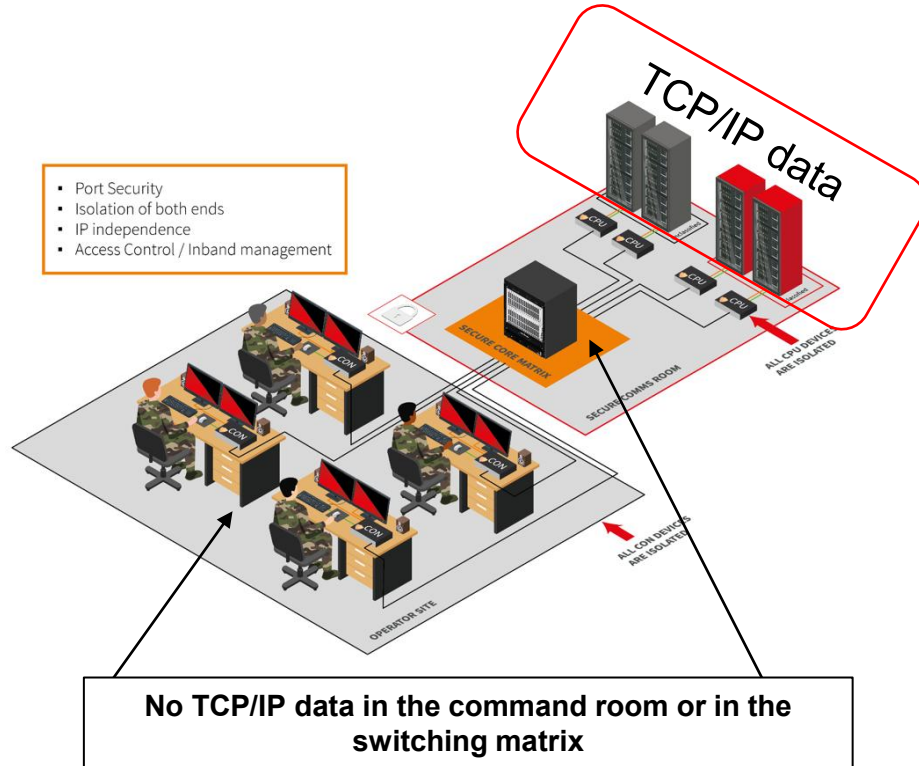 TCP/IP data
▪ Port Security
▪ Isolation of both ends
▪ IP independence
▪ Access Control / Inband management
CPU
CPU
classified
CPU
CPU
classified
SECURE CORE MATRIX
ALL CPU DEVICES
ARE ISOLATED
SECURE COMMS ROOM
CON
CON
CON
CON
ALL CON DEVICES
ARE ISOLATED
OPERATOR SITE
No TCP/IP data in the command room or in the
switching matrix